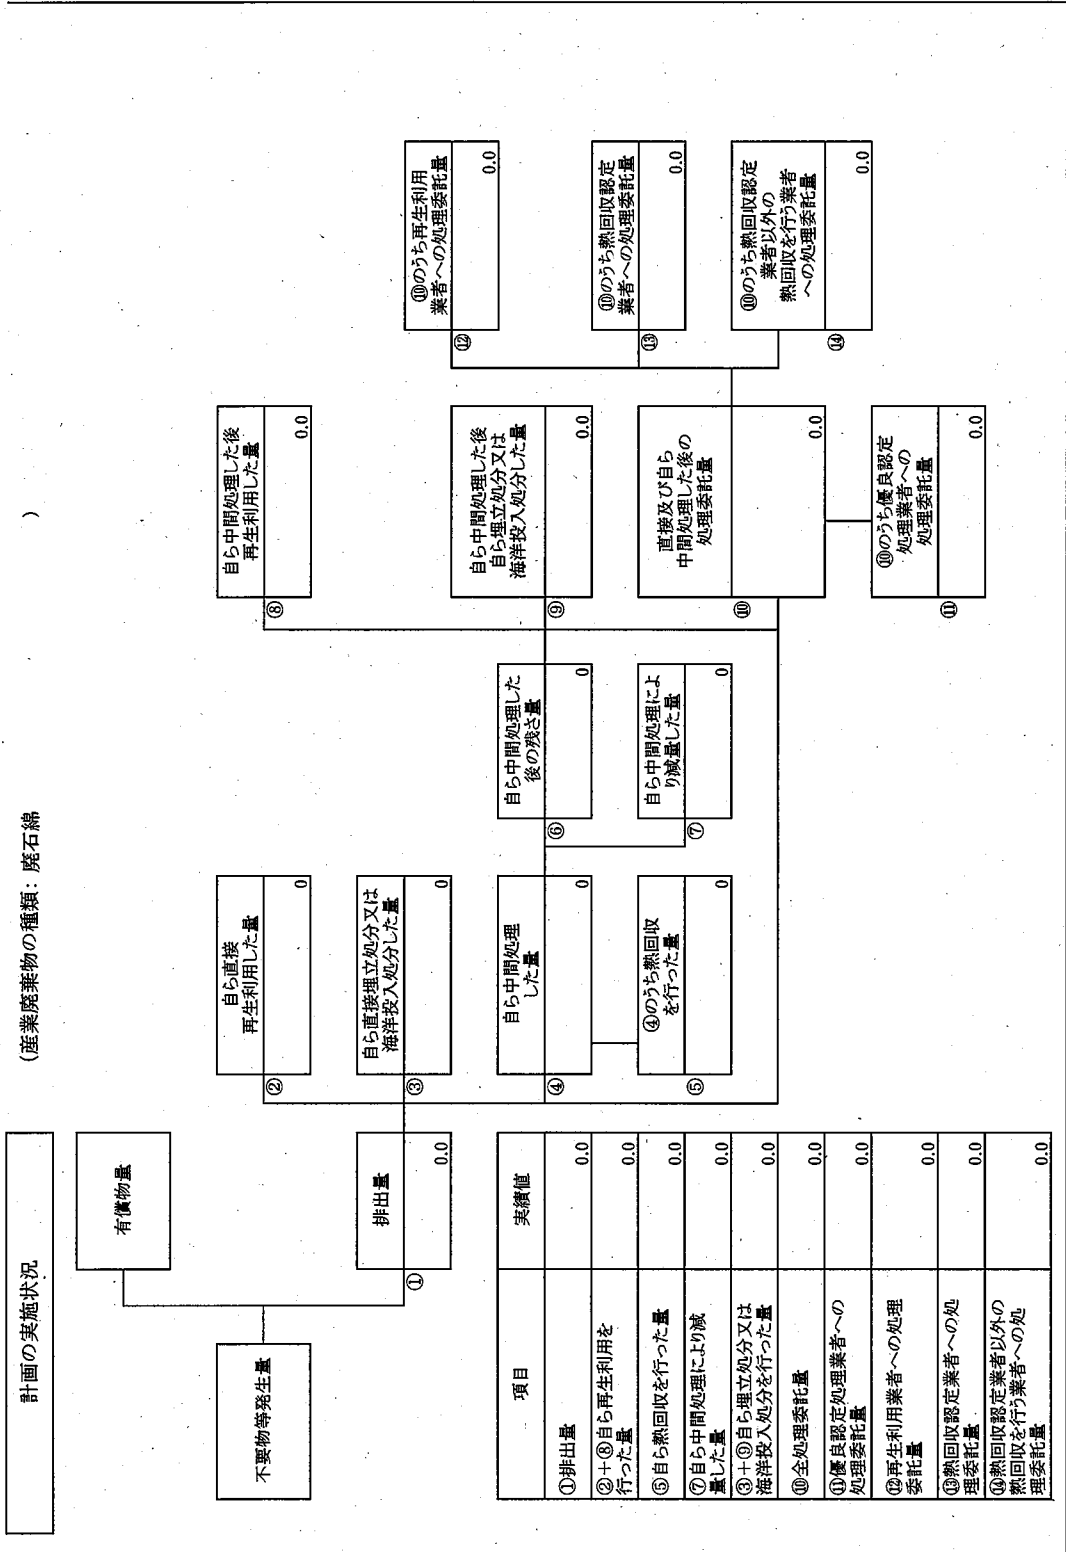 計画の実施状況
(産業廃棄物の種類: 廃石綿
)
不要物等発生量
有償物量
①
排出量
0.0
②
自ら直接
再生利用した量
0
③
自ら直接埋立処分又は
海洋投入処分した量
0
④
自ら中間処理
した量
0
⑤
④のうち熱回収
を行った量
0
⑥
自ら中間処理した
後の残さ量
0
⑦
自ら中間処理によ
り減量した量
0
⑧
自ら中間処理した後
再生利用した量
0.0
⑨
自ら中間処理した後
自ら埋立処分又は
海洋投入処分した量
0.0
⑩
直接及び自ら
中間処理した後の
処理委託量
0.0
⑪
⑩のうち優良認定
処理業者への
処理委託量
0.0
⑫
⑩のうち再生利用
業者への処理委託量
0.0
⑬
⑩のうち熱回収認定
業者への処理委託量
0.0
⑭
⑩のうち熱回収認定
業者以外の
熱回収を行う業者
への処理委託量
0.0
項目
実績値
①排出量
0.0
②+⑧自ら再生利用を
行った量
0.0
⑤自ら熱回収を行った量
0.0
⑦自ら中間処理により減
量した量
0.0
③+⑨自ら埋立処分又は
海洋投入処分を行った量
0.0
⑩全処理委託量
0.0
⑪優良認定処理業者への
処理委託量
0.0
⑫再生利用業者への処理
委託量
0.0
⑬熱回収認定業者への処
理委託量
0.0
⑭熱回収認定業者以外の
熱回収を行う業者への処
理委託量
0.0